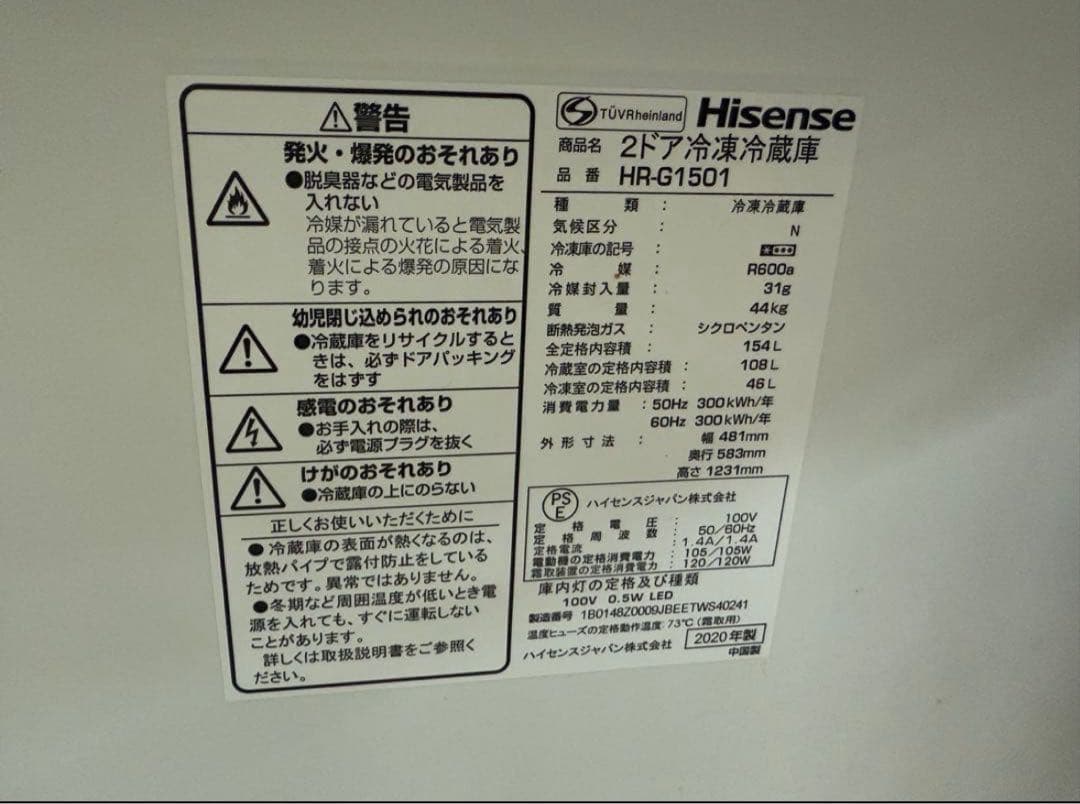 ⚠警告
発火・爆発のおそれあり
●脱臭器などの電気製品を
入れない
冷媒が漏れていると電気製
品の接点の火花による着火、
着火による爆発の原因にな
ります。
幼児閉じ込められのおそれあり
●冷蔵庫をリサイクルすると
きは、必ずドアパッキング
をはずす
感電のおそれあり
●お手入れの際は、
必ず電源プラグを抜く
けがのおそれあり
●冷蔵庫の上にのらない
正しくお使いいただくために
●冷蔵庫の表面が熱くなるのは、
放熱パイプで露付防止をしている
ためです。異常ではありません。
●冬期など周囲温度が低いとき電
源を入れても、すぐに運転しない
ことがあります。
詳しくは取扱説明書をご参照く
ださい。
TÜVRheinland Hisense
商品名 2ドア冷凍冷蔵庫
品番 HR-G1501
種類 : 冷凍冷蔵庫
気候区分 : N
冷凍庫の記号 : ****
冷媒 : R600a
冷媒封入量 : 31g
質量 : 44kg
断熱発泡ガス : シクロペンタン
全定格内容積 : 154L
冷蔵室の定格内容積 : 108L
冷凍室の定格内容積 : 46L
消費電力量 : 50Hz 300kWh/年
60Hz 300kWh/年
外形寸法 : 幅 481mm
奥行 583mm
高さ 1231mm
PSE ハイセンスジャパン株式会社
定格電圧 : 100V
定格周波数 : 50/60Hz
定格電流 : 1.4A/1.4A
電動機の定格消費電力 : 105/105W
霜取装置の定格消費電力 : 120/120W
庫内灯の定格及び種類
100V 0.5W LED
製造番号 1B0148Z0009JBEETWS40241
温度ヒューズの定格動作温度:73℃(霜取用)
ハイセンスジャパン株式会社 2020年製
中国製